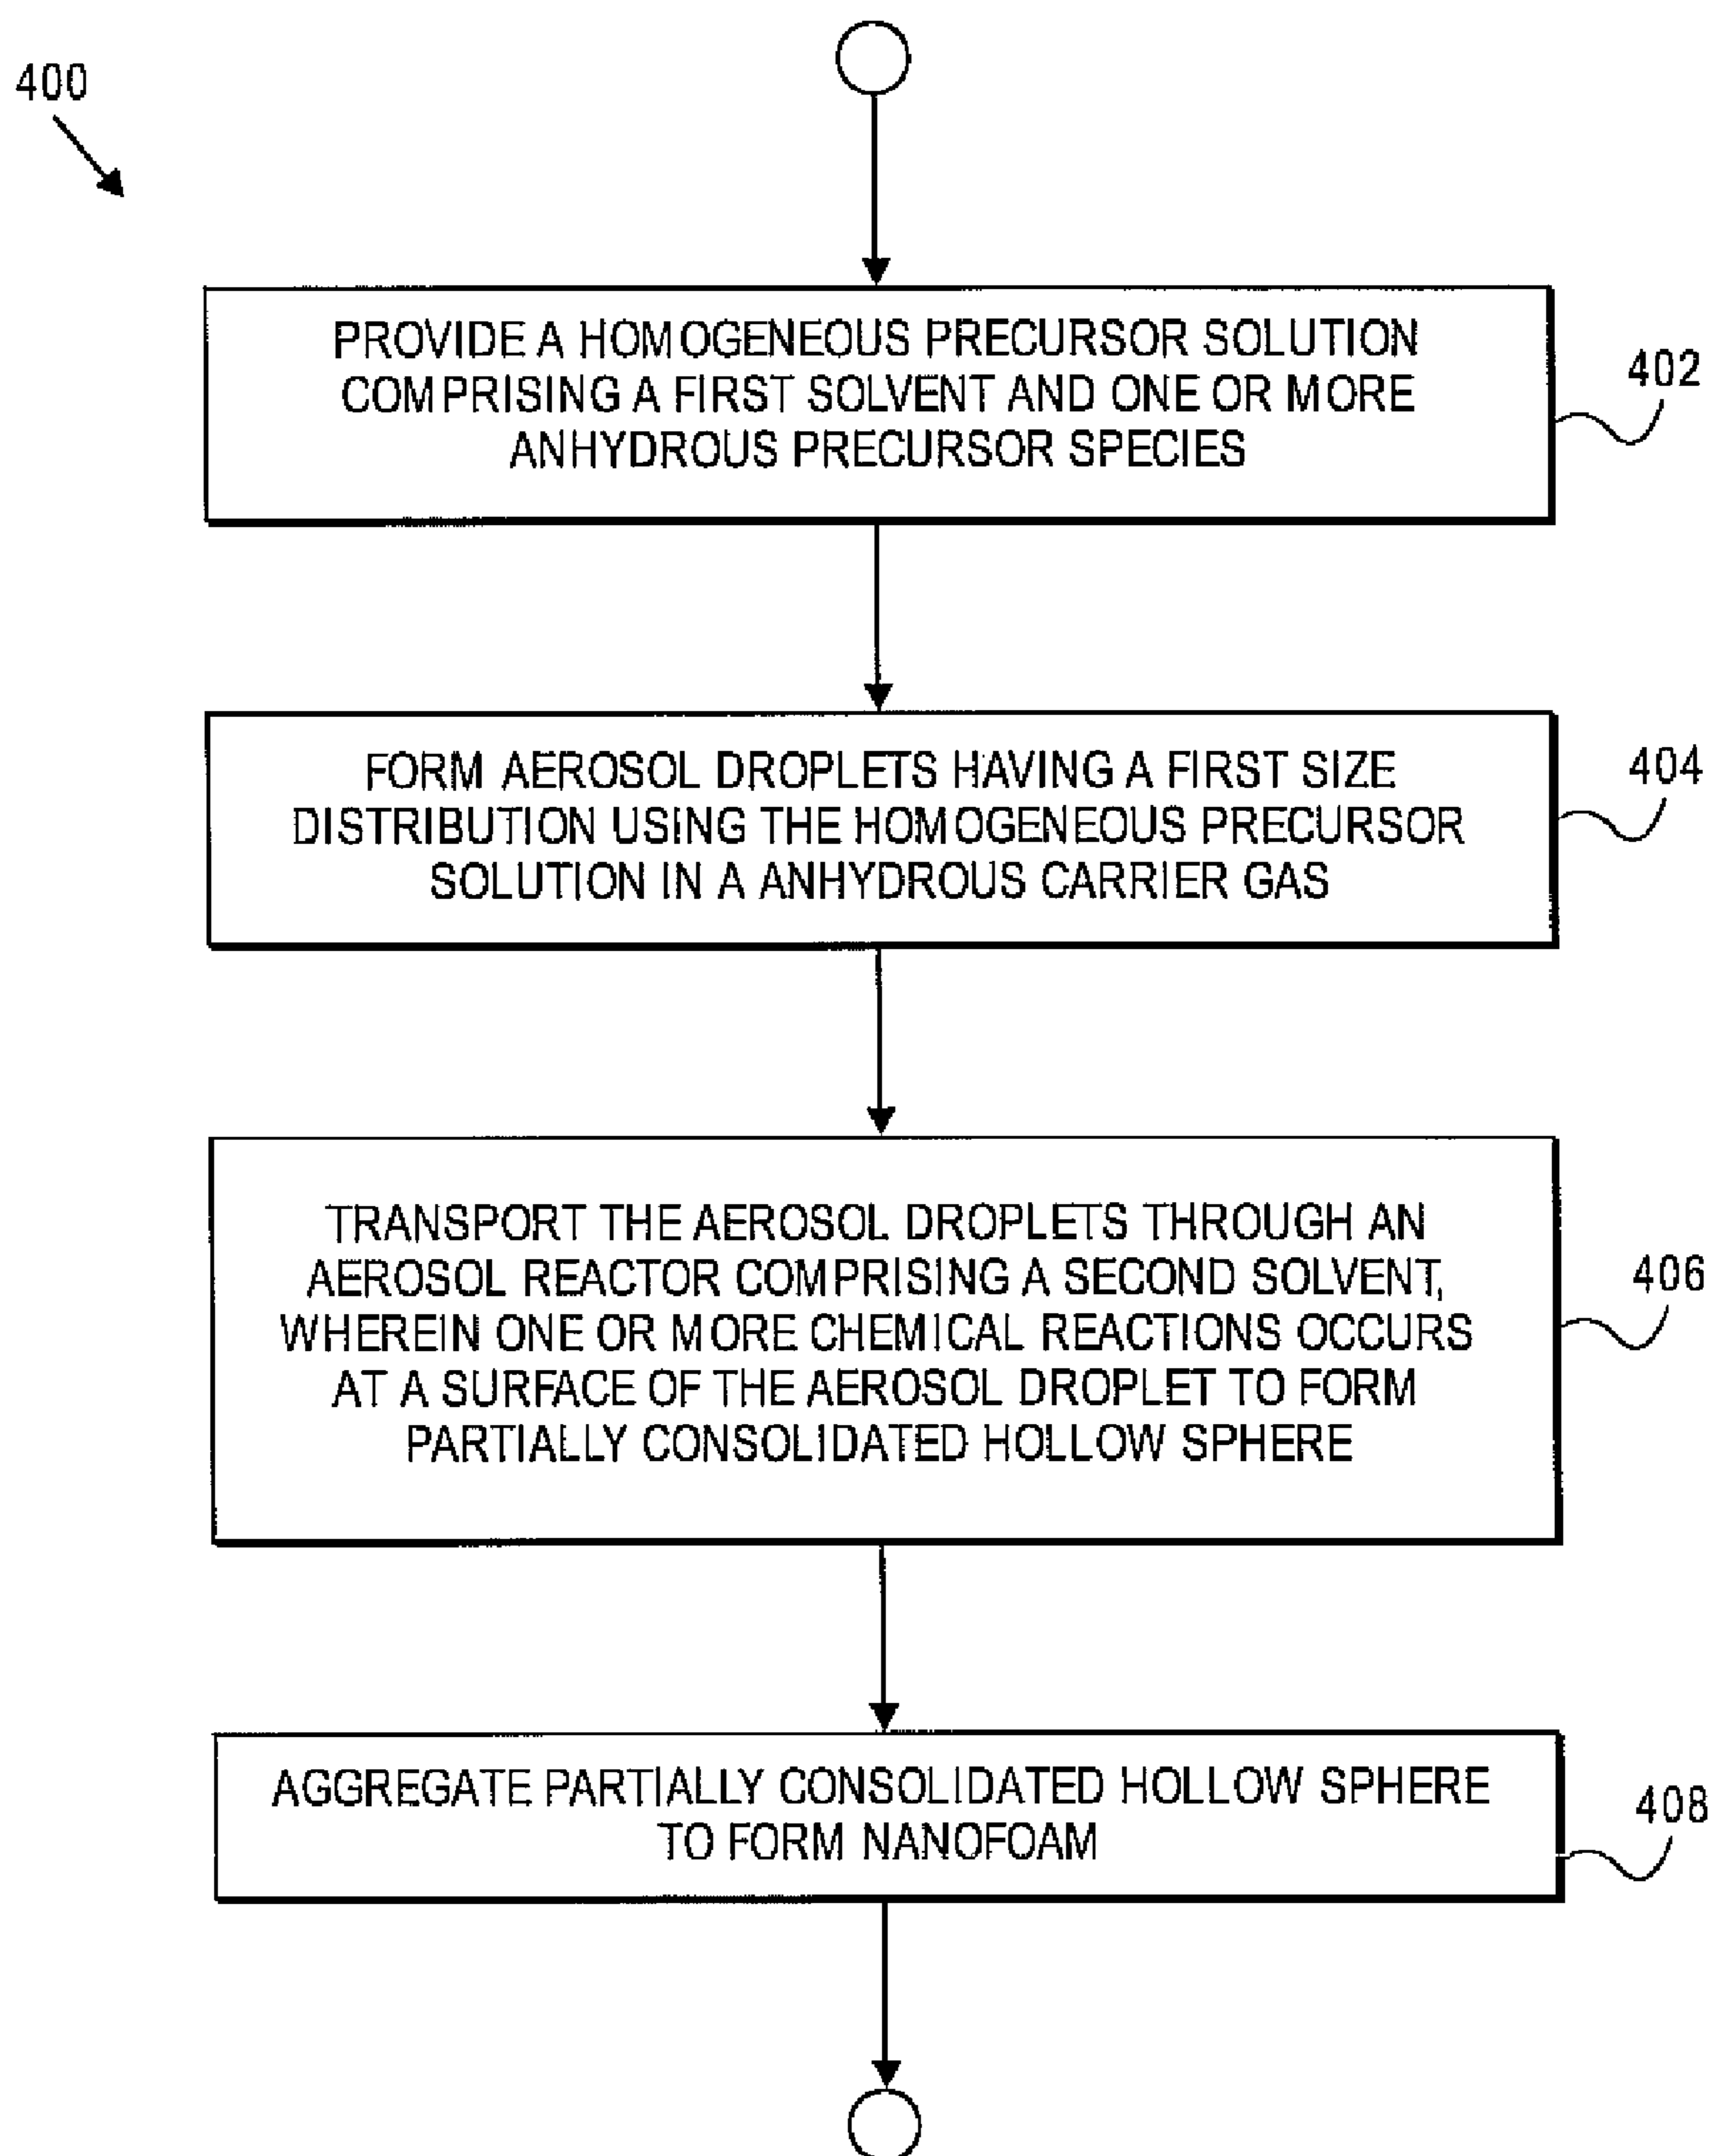 400
PROVIDE A HOMOGENEOUS PRECURSOR SOLUTION
COMPRISING A FIRST SOLVENT AND ONE OR MORE
ANHYDROUS PRECURSOR SPECIES
402
FORM AEROSOL DROPLETS HAVING A FIRST SIZE
DISTRIBUTION USING THE HOMOGENEOUS PRECURSOR
SOLUTION IN A ANHYDROUS CARRIER GAS
404
TRANSPORT THE AEROSOL DROPLETS THROUGH AN
AEROSOL REACTOR COMPRISING A SECOND SOLVENT,
WHEREIN ONE OR MORE CHEMICAL REACTIONS OCCURS
AT A SURFACE OF THE AEROSOL DROPLET TO FORM
PARTIALLY CONSOLIDATED HOLLOW SPHERE
406
AGGREGATE PARTIALLY CONSOLIDATED HOLLOW SPHERE
TO FORM NANOFOAM
408